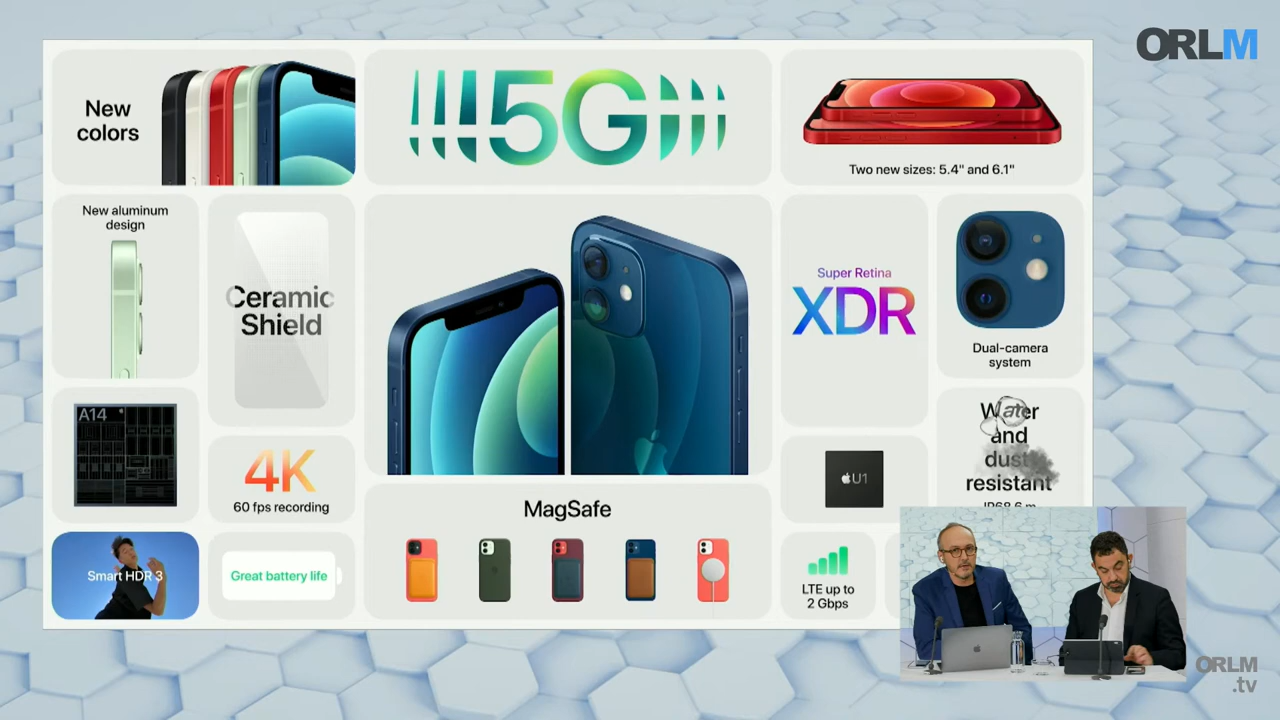 ORLM
New
colors
5G
Two new sizes: 5.4" and 6.1"
New aluminum
design
Ceramic
Shield
Super Retina
XDR
Dual-camera
system
A14
4K
60 fps recording
MagSafe
U1
Water
and
dust
resistant
IP68 6 m
Smart HDR 3
Great battery life
LTE up to
2 Gbps
ORLM
.tv